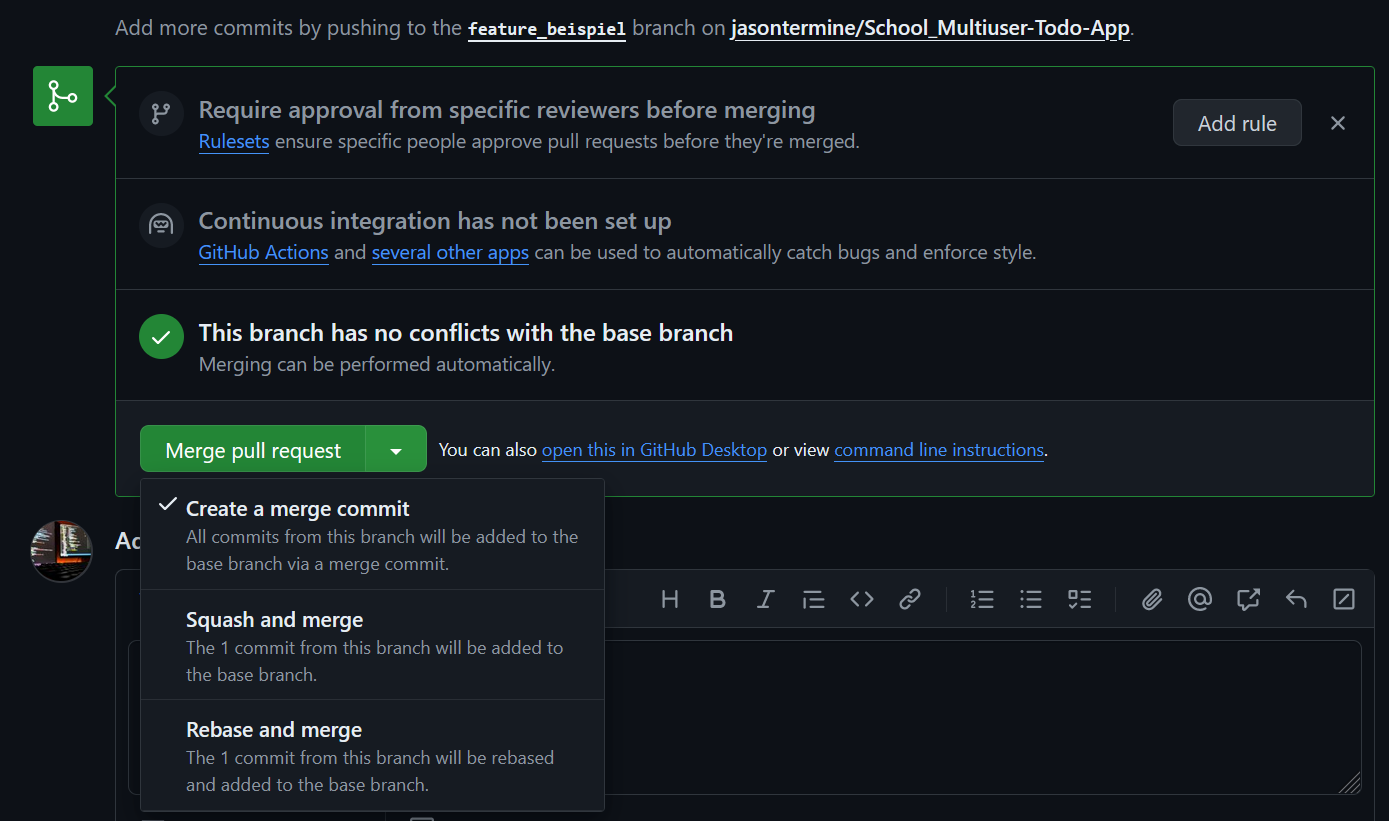 Add more commits by pushing to the feature_beispiel branch on jasontermine/School_Multiuser-Todo-App.
Require approval from specific reviewers before merging
Rulesets ensure specific people approve pull requests before they're merged.
Add rule
Continuous integration has not been set up
GitHub Actions and several other apps can be used to automatically catch bugs and enforce style.
This branch has no conflicts with the base branch
Merging can be performed automatically.
Merge pull request
You can also open this in GitHub Desktop or view command line instructions.
Create a merge commit
All commits from this branch will be added to the
base branch via a merge commit.
Squash and merge
The 1 commit from this branch will be added to
the base branch.
Rebase and merge
The 1 commit from this branch will be rebased
and added to the base branch.